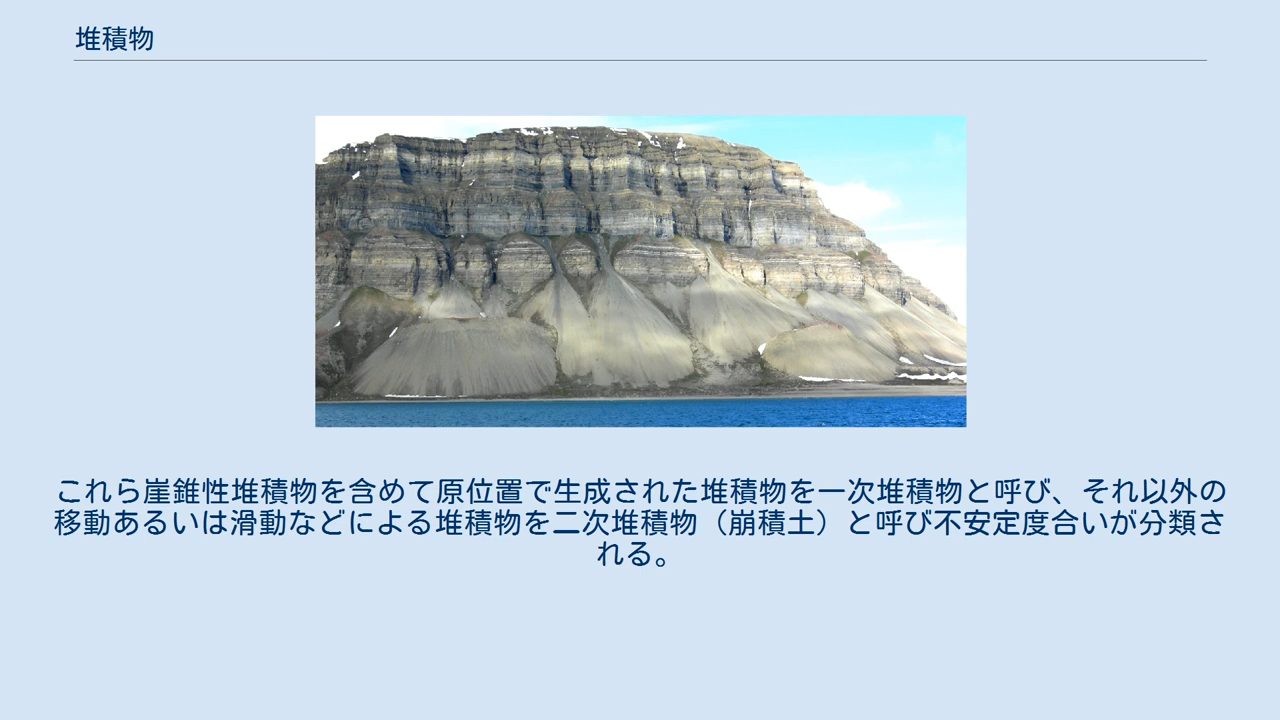 堆積物
これら崖錐性堆積物を含めて原位置で生成された堆積物を一次堆積物と呼び、それ以外の
移動あるいは滑動などによる堆積物を二次堆積物（崩積土）と呼び不安定度合いが分類さ
れる。